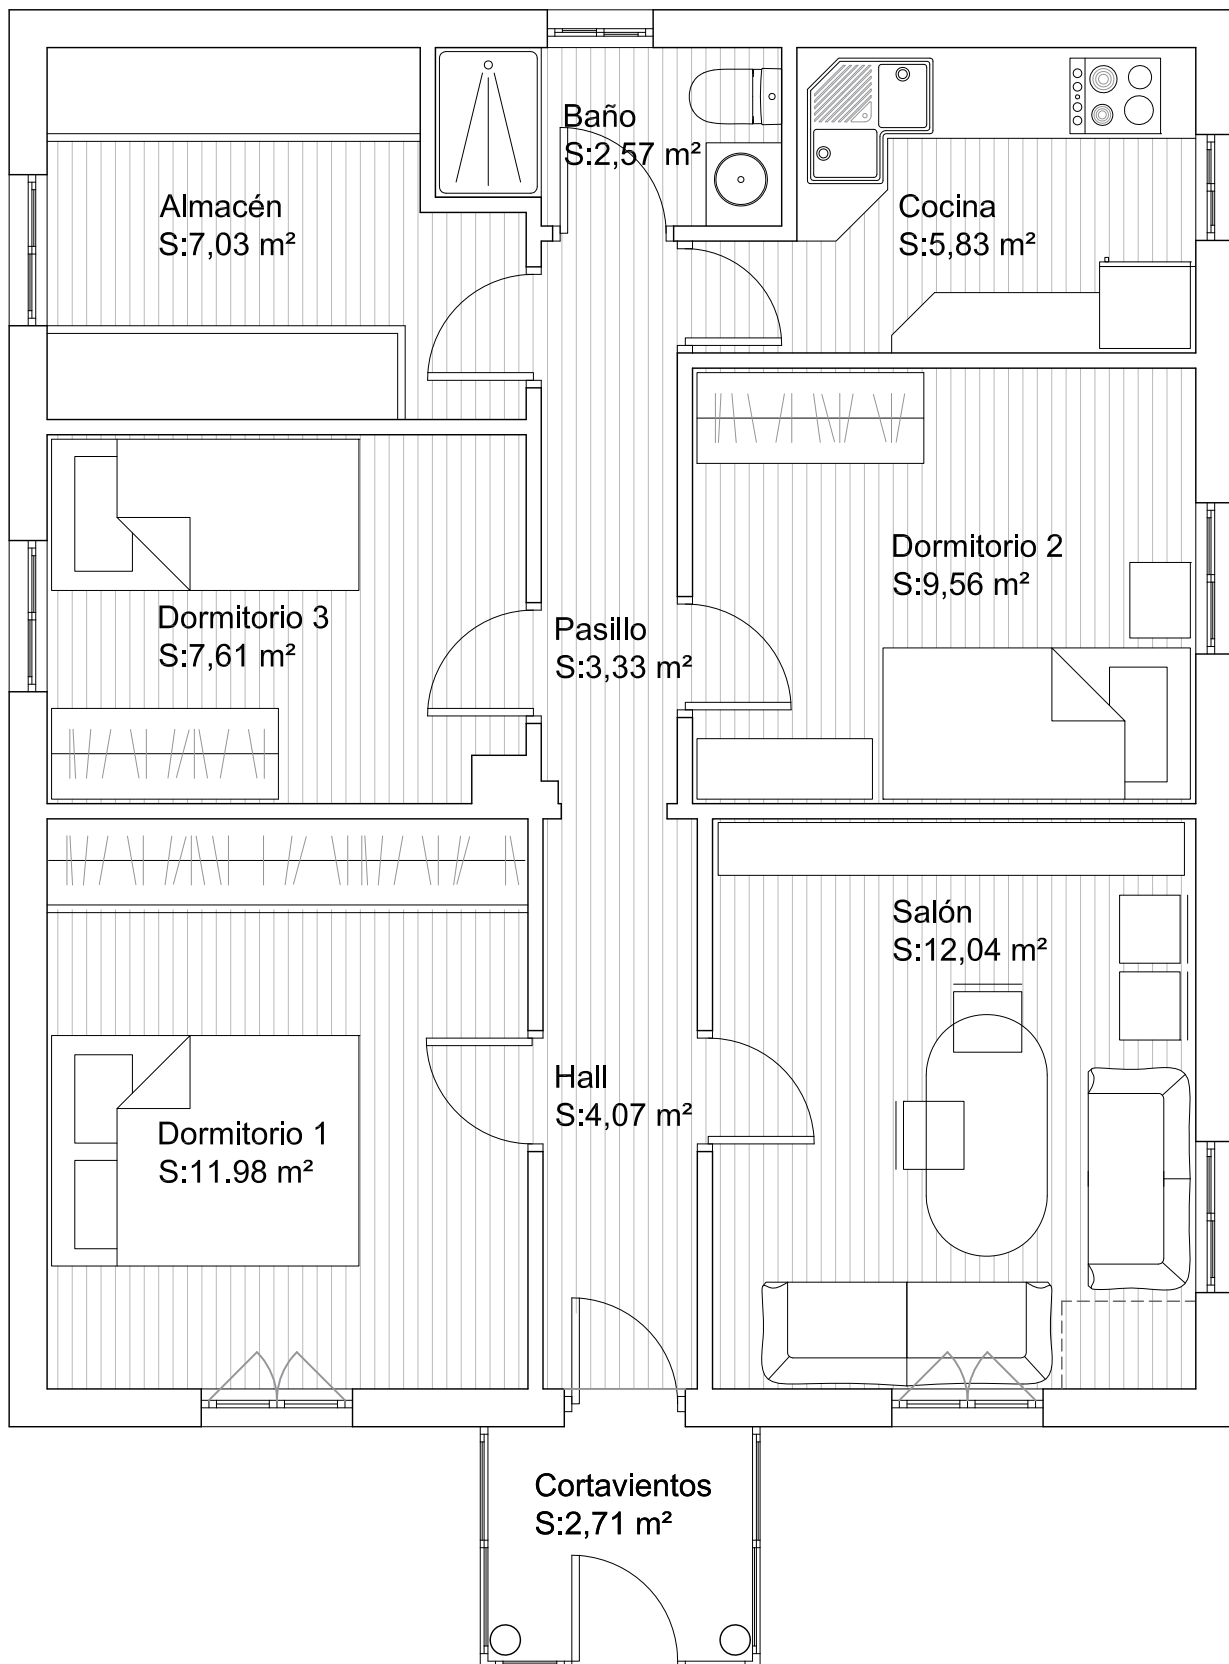 Baño
S:2,57 m²
Almacén
S:7,03 m²
Cocina
S:5,83 m²
Dormitorio 2
S:9,56 m²
Dormitorio 3
S:7,61 m²
Pasillo
S:3,33 m²
Salón
S:12,04 m²
Hall
S:4,07 m²
Dormitorio 1
S:11.98 m²
Cortavientos
S:2,71 m²